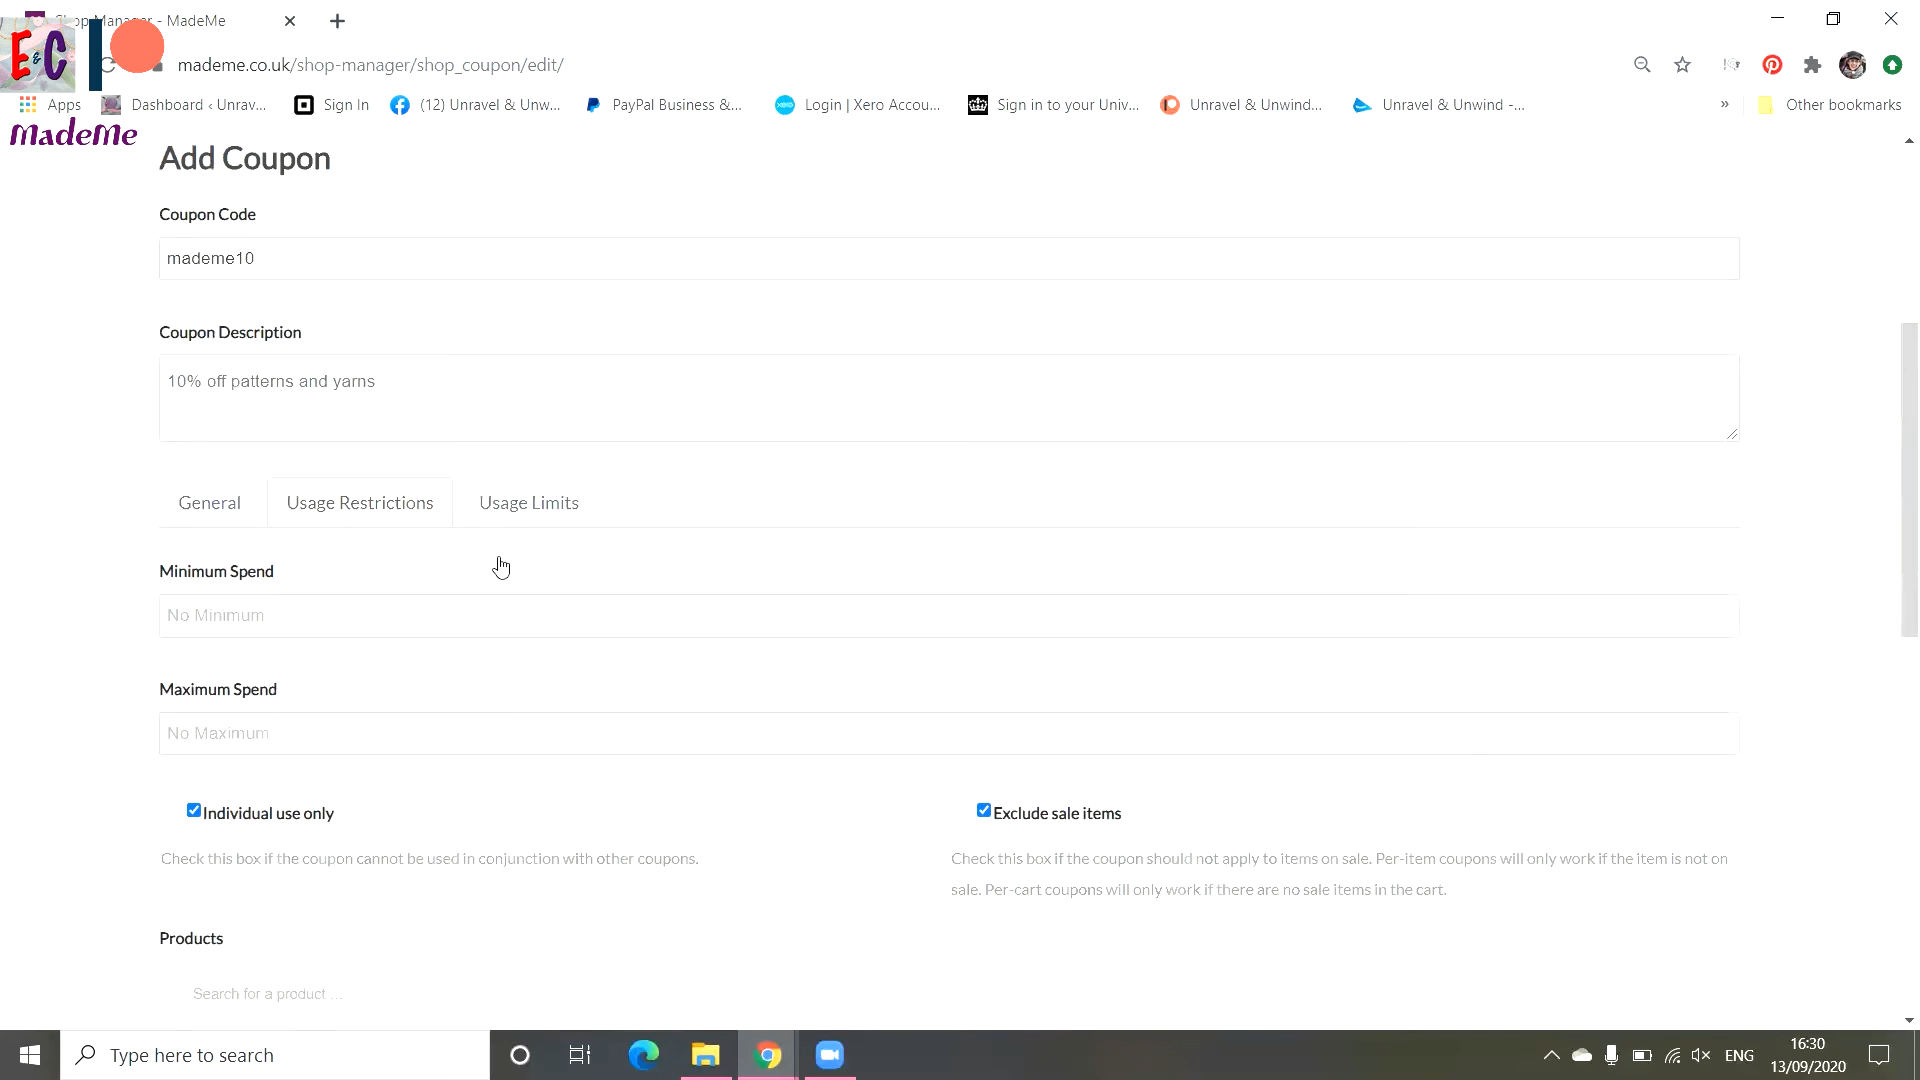 Shop Manager - MadeMe
E&C
mademe.co.uk/shop-manager/shop_coupon/edit/
Apps
Dashboard ‹ Unrav...
Sign In
(12) Unravel & Unw...
PayPal Business &...
Login | Xero Accou...
Sign in to your Univ...
Unravel & Unwind...
Unravel & Unwind -...
»
Other bookmarks
MadeMe
Add Coupon
Coupon Code
mademe10
Coupon Description
10% off patterns and yarns
General
Usage Restrictions
Usage Limits
Minimum Spend
No Minimum
Maximum Spend
No Maximum
Individual use only
Exclude sale items
Check this box if the coupon cannot be used in conjunction with other coupons.
Check this box if the coupon should not apply to items on sale. Per-item coupons will only work if the item is not on
sale. Per-cart coupons will only work if there are no sale items in the cart.
Products
Search for a product ...
Type here to search
ENG
16:30
13/09/2020